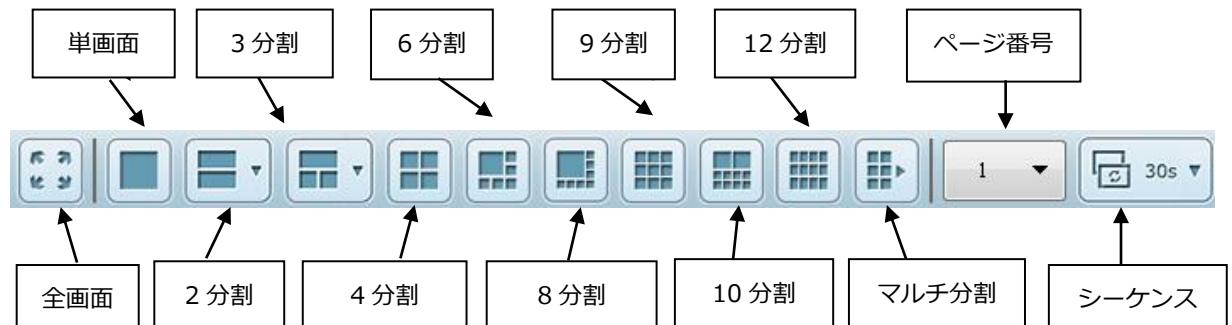 単画面
3 分割
6 分割
9 分割
12 分割
ページ番号
1
30s
全画面
2 分割
4 分割
8 分割
10 分割
マルチ分割
シーケンス